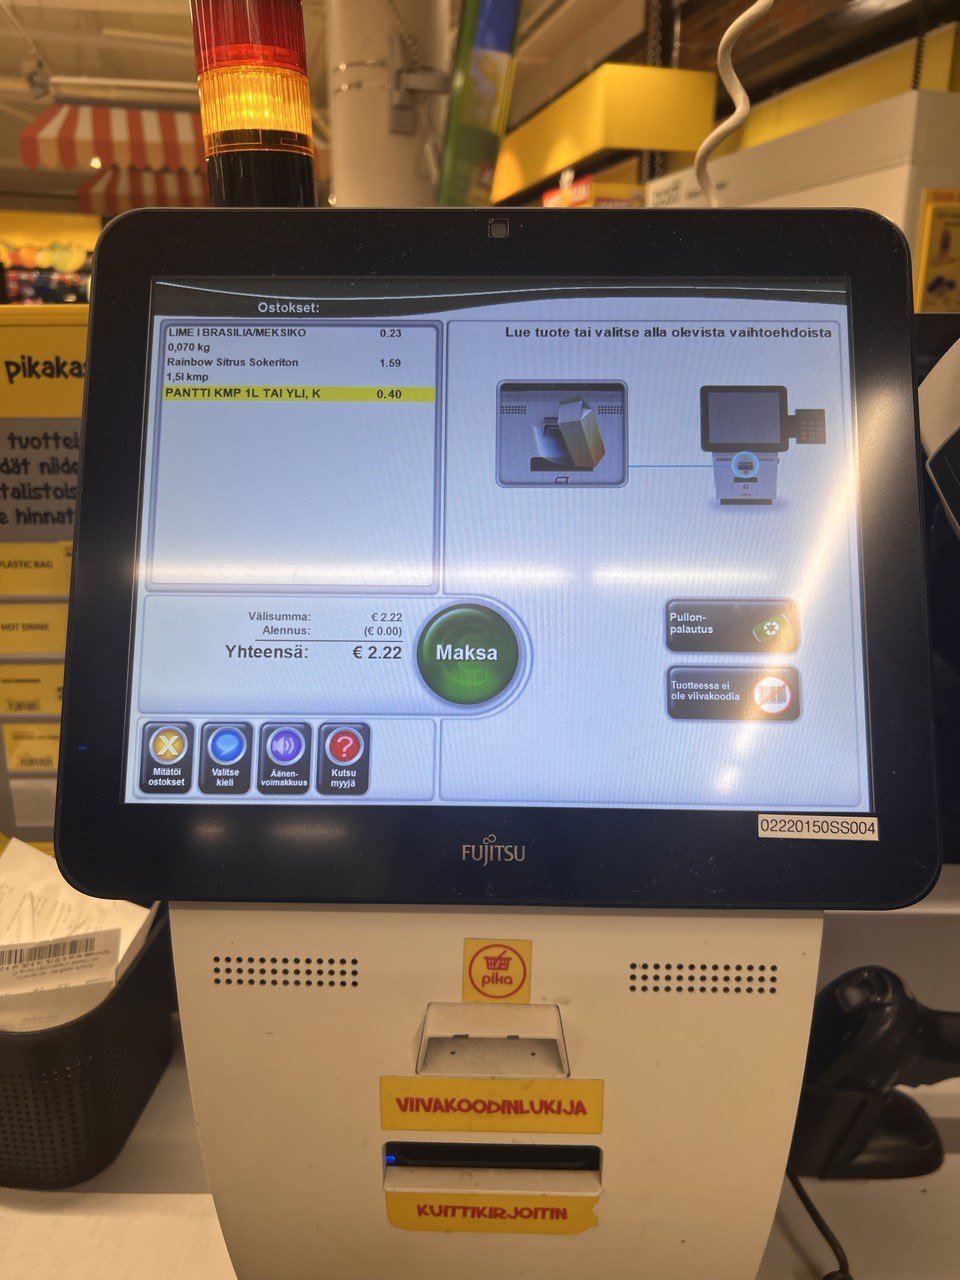 Ostokset:
LIME I BRASILIA/MEKSIKO 0.23
0,070 kg
Rainbow Sitrus Sokeriton 1.59
1,5l kmp
PANTTI KMP 1L TAI YLI, K 0.40
Lue tuote tai valitse alla olevista vaihtoehdoista
Välisumma: € 2.22
Alennus: (€ 0.00)
Yhteensä: € 2.22
Maksa
Pullon-
palautus
Tuotteessa ei
ole viivakoodia
Mitätöi
ostokset
Valitse
kieli
Äänen-
voimakkuus
Kutsu
myyjä
02220150SS004
FUJITSU
pika
VIIVAKOODINLUKIJA
KUITTIKIRJOITIN
pikaka
tuottei
dät niide
talistois
e hinnat
PLASTIC BAG
HOT DRINK